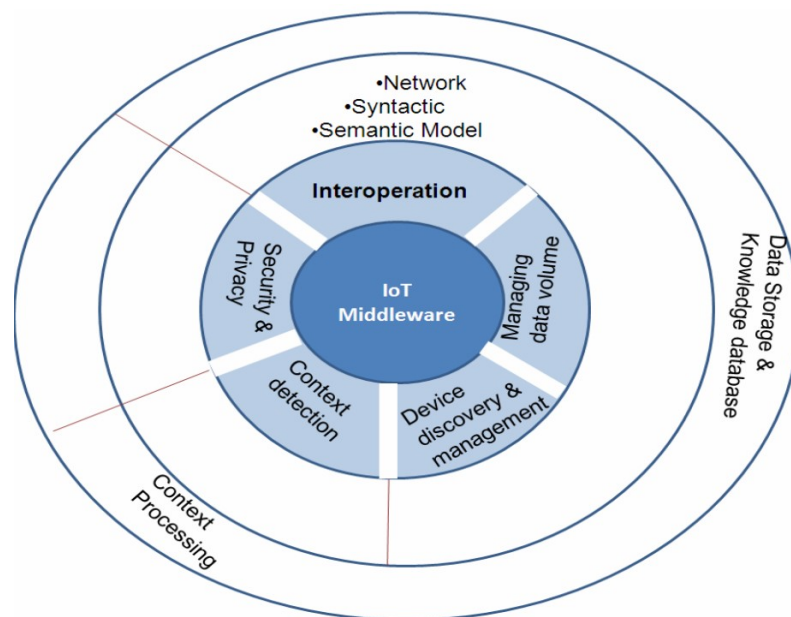 •Network
•Syntactic
•Semantic Model
Interoperation
Security &
Privacy
IoT
Middleware
Managing
data volume
Context
detection
Device
discovery &
management
Data Storage &
Knowledge database
Context
Processing